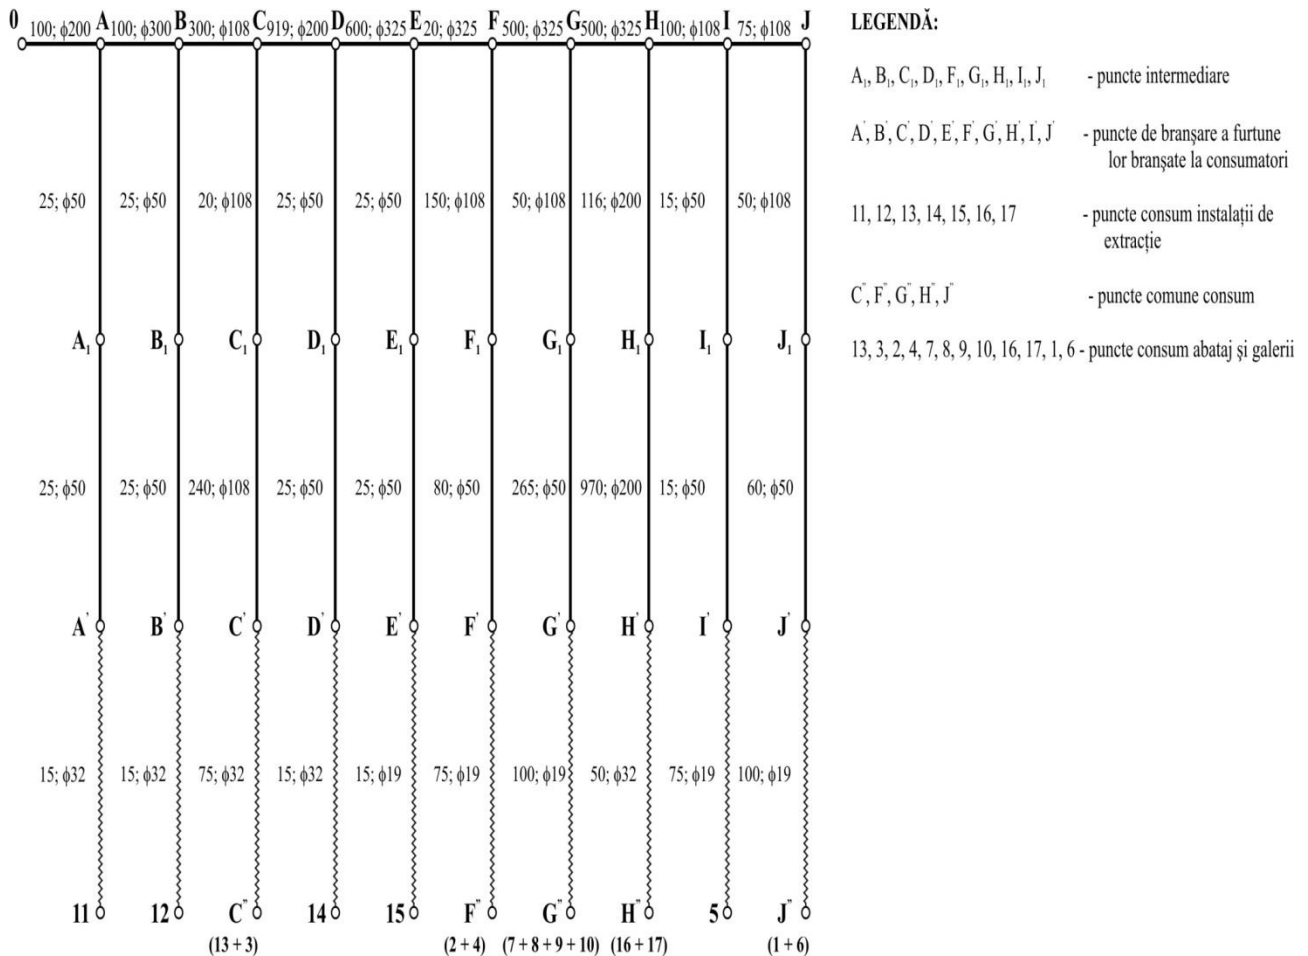 0 A B C D E F G H I J
100; ϕ200 100; ϕ300 300; ϕ108 919; ϕ200 600; ϕ325 20; ϕ325 500; ϕ325 500; ϕ325 100; ϕ108 75; ϕ108
25; ϕ50 25; ϕ50 20; ϕ108 25; ϕ50 25; ϕ50 150; ϕ108 50; ϕ108 116; ϕ200 15; ϕ50 50; ϕ108
A₁ B₁ C₁ D₁ E₁ F₁ G₁ H₁ I₁ J₁
25; ϕ50 25; ϕ50 240; ϕ108 25; ϕ50 25; ϕ50 80; ϕ50 265; ϕ50 970; ϕ200 15; ϕ50 60; ϕ50
A' B' C' D' E' F' G' H' I' J'
15; ϕ32 15; ϕ32 75; ϕ32 15; ϕ32 15; ϕ19 75; ϕ19 100; ϕ19 50; ϕ32 75; ϕ19 100; ϕ19
11 12 C" 14 15 F" G" H" 5 J"
(13 + 3) (2 + 4) (7 + 8 + 9 + 10) (16 + 17) (1 + 6)
LEGENDĂ:
A₁, B₁, C₁, D₁, F₁, G₁, H₁, I₁, J₁ - puncte intermediare
A', B', C', D', E', F', G', H', I', J' - puncte de branșare a furtune
lor branșate la consumatori
11, 12, 13, 14, 15, 16, 17 - puncte consum instalații de
extracție
C", F", G", H", J" - puncte comune consum
13, 3, 2, 4, 7, 8, 9, 10, 16, 17, 1, 6 - puncte consum abataj și galerii